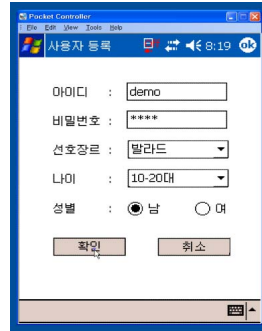 Pocket Controller
File Edit View Tools Help
사용자 등록 8:19 ok
아이디 : demo
비밀번호 : ****
선호장르 : 발라드
나이 : 10-20대
성별 : 남 여
확인 취소